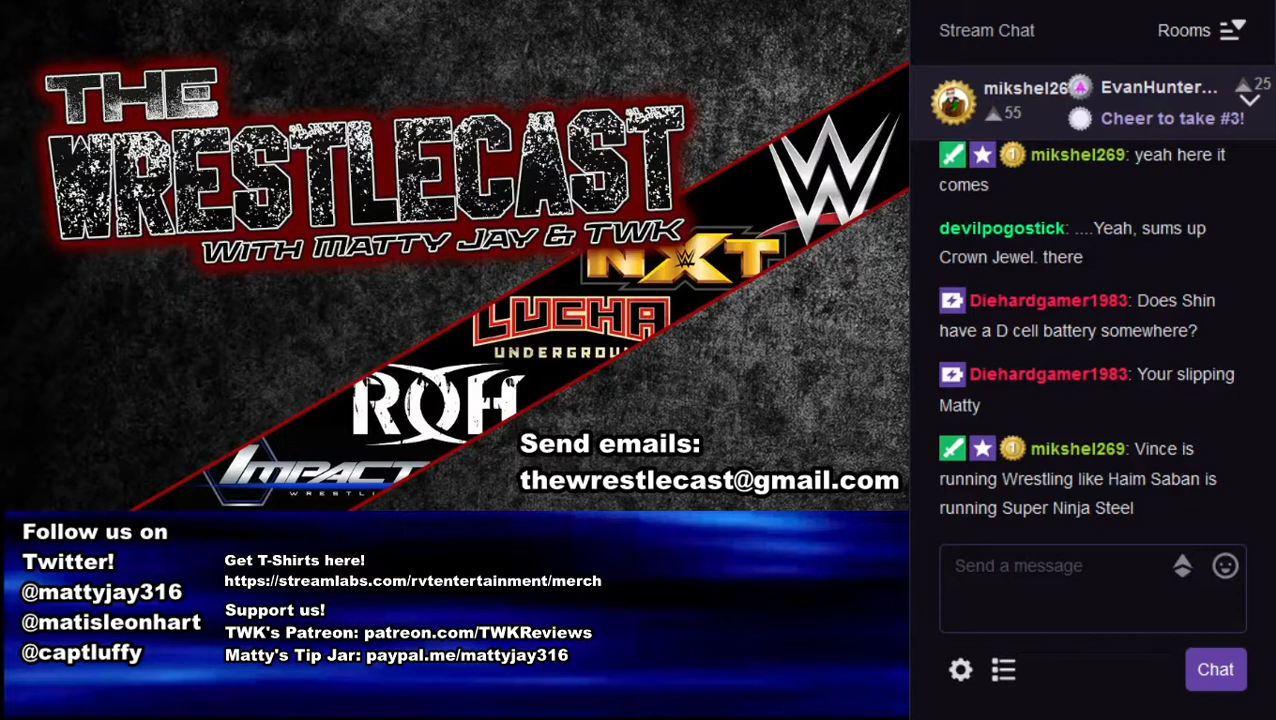 THE
WRESTLECAST
WITH MATTY JAY & TWK
W
NXT
LUCHA
UNDERGROU
ROH
IMPACT
WRESTLI
Send emails:
thewrestlecast@gmail.com
Follow us on
Twitter!
@mattyjay316
@matisleonhart
@captluffy
Get T-Shirts here!
https://streamlabs.com/rvtentertainment/merch
Support us!
TWK's Patreon: patreon.com/TWKReviews
Matty's Tip Jar: paypal.me/mattyjay316
Stream Chat
Rooms
mikshel26
55
EvanHunter...
25
Cheer to take #3!
mikshel269: yeah here it
comes
devilpogostick: ....Yeah, sums up
Crown Jewel. there
Diehardgamer1983: Does Shin
have a D cell battery somewhere?
Diehardgamer1983: Your slipping
Matty
mikshel269: Vince is
running Wrestling like Haim Saban is
running Super Ninja Steel
Send a message
Chat